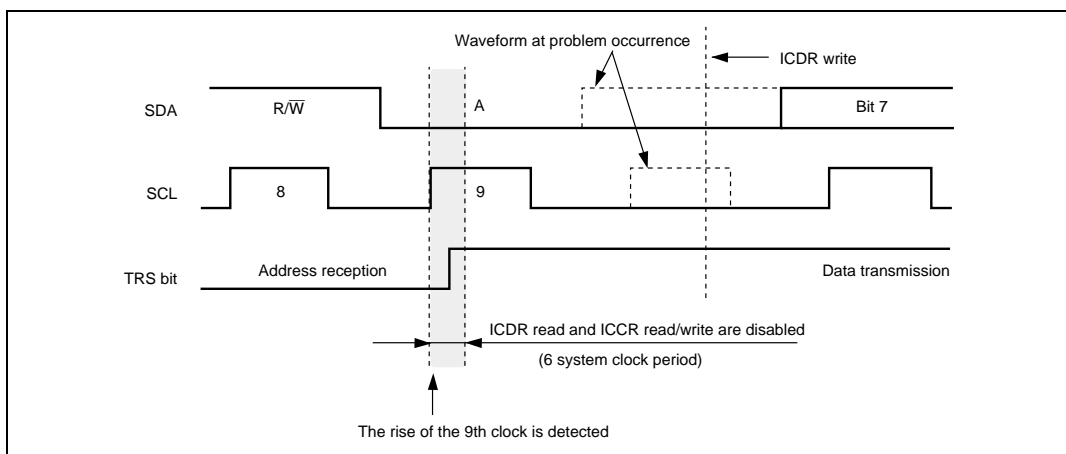 Waveform at problem occurrence
ICDR write
SDA
R/W̅
A
Bit 7
SCL
8
9
TRS bit
Address reception
Data transmission
ICDR read and ICCR read/write are disabled
(6 system clock period)
The rise of the 9th clock is detected